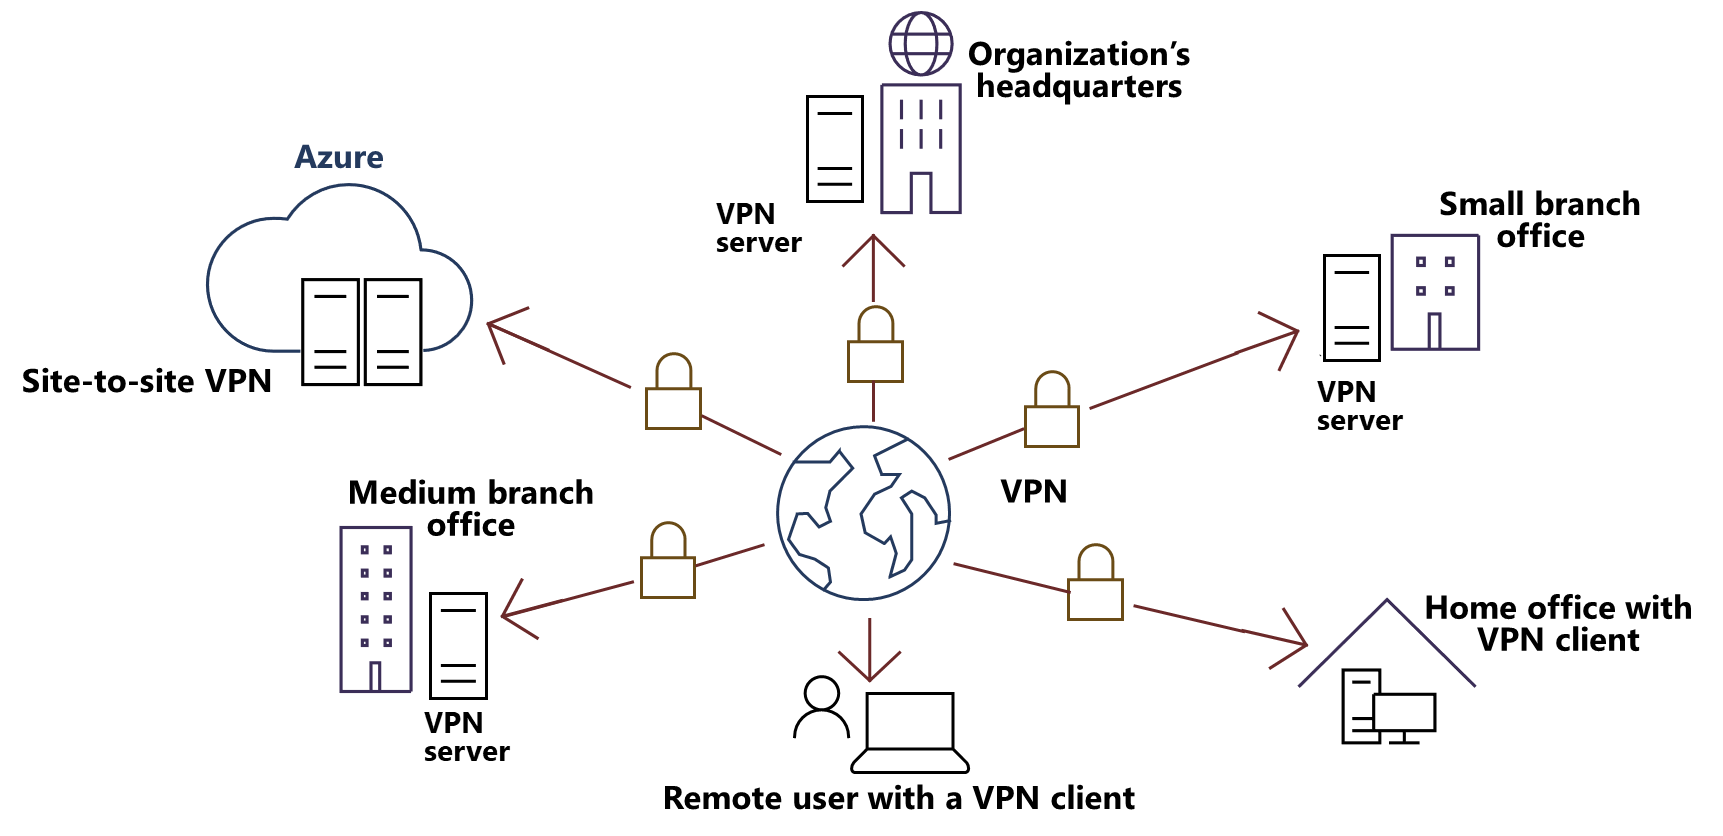 Organization’s
headquarters
Azure
VPN
server
Small branch
office
Site-to-site VPN
VPN
server
Medium branch
office
VPN
Home office with
VPN client
VPN
server
Remote user with a VPN client